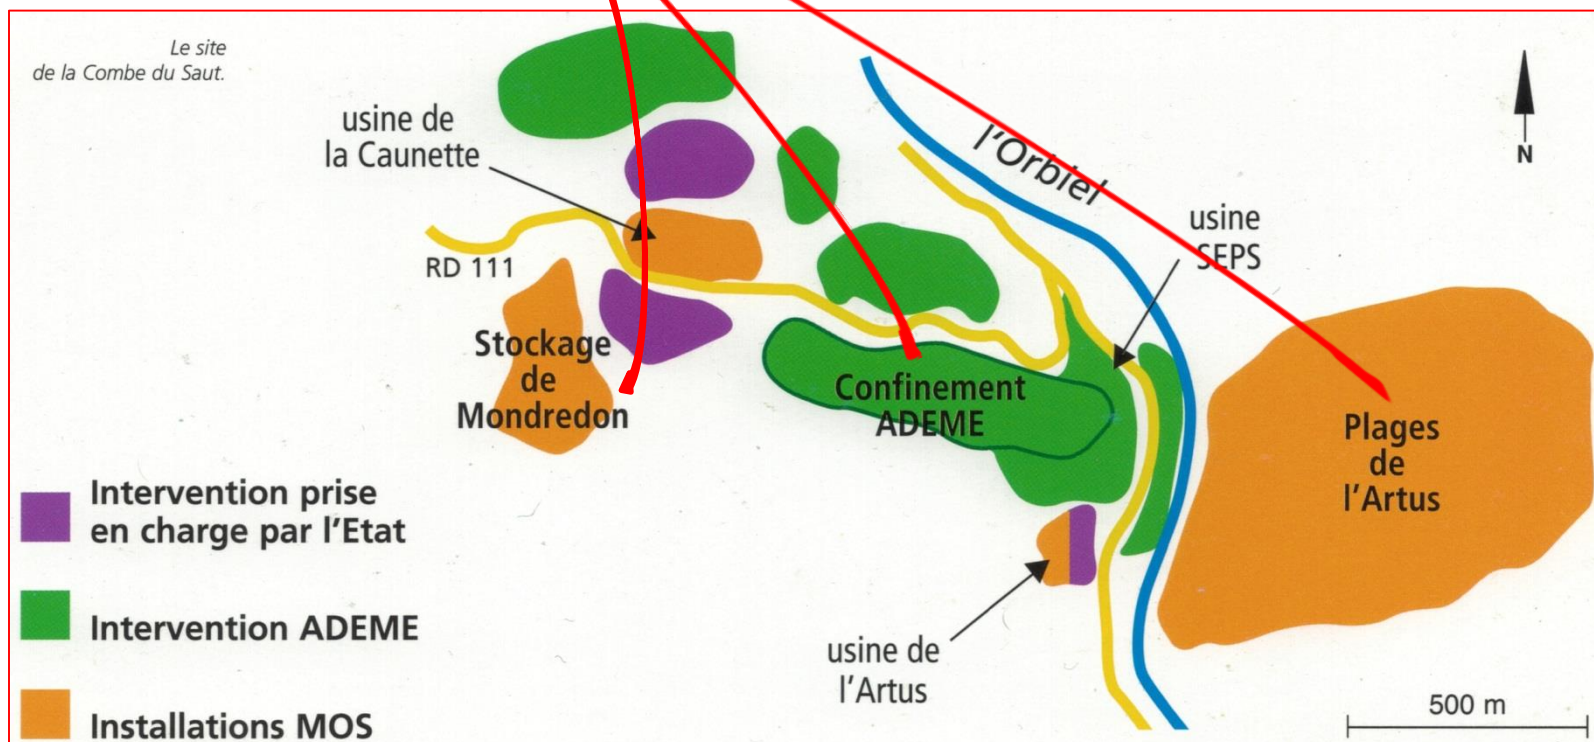 Le site
de la Combe du Saut.
usine de
la Caunette
l'Orbiel
N
usine
SEPS
RD 111
Stockage
de
Mondredon
Confinement
ADEME
Plages
de
l'Artus
Intervention prise
en charge par l'Etat
Intervention ADEME
Installations MOS
usine de
l'Artus
500 m